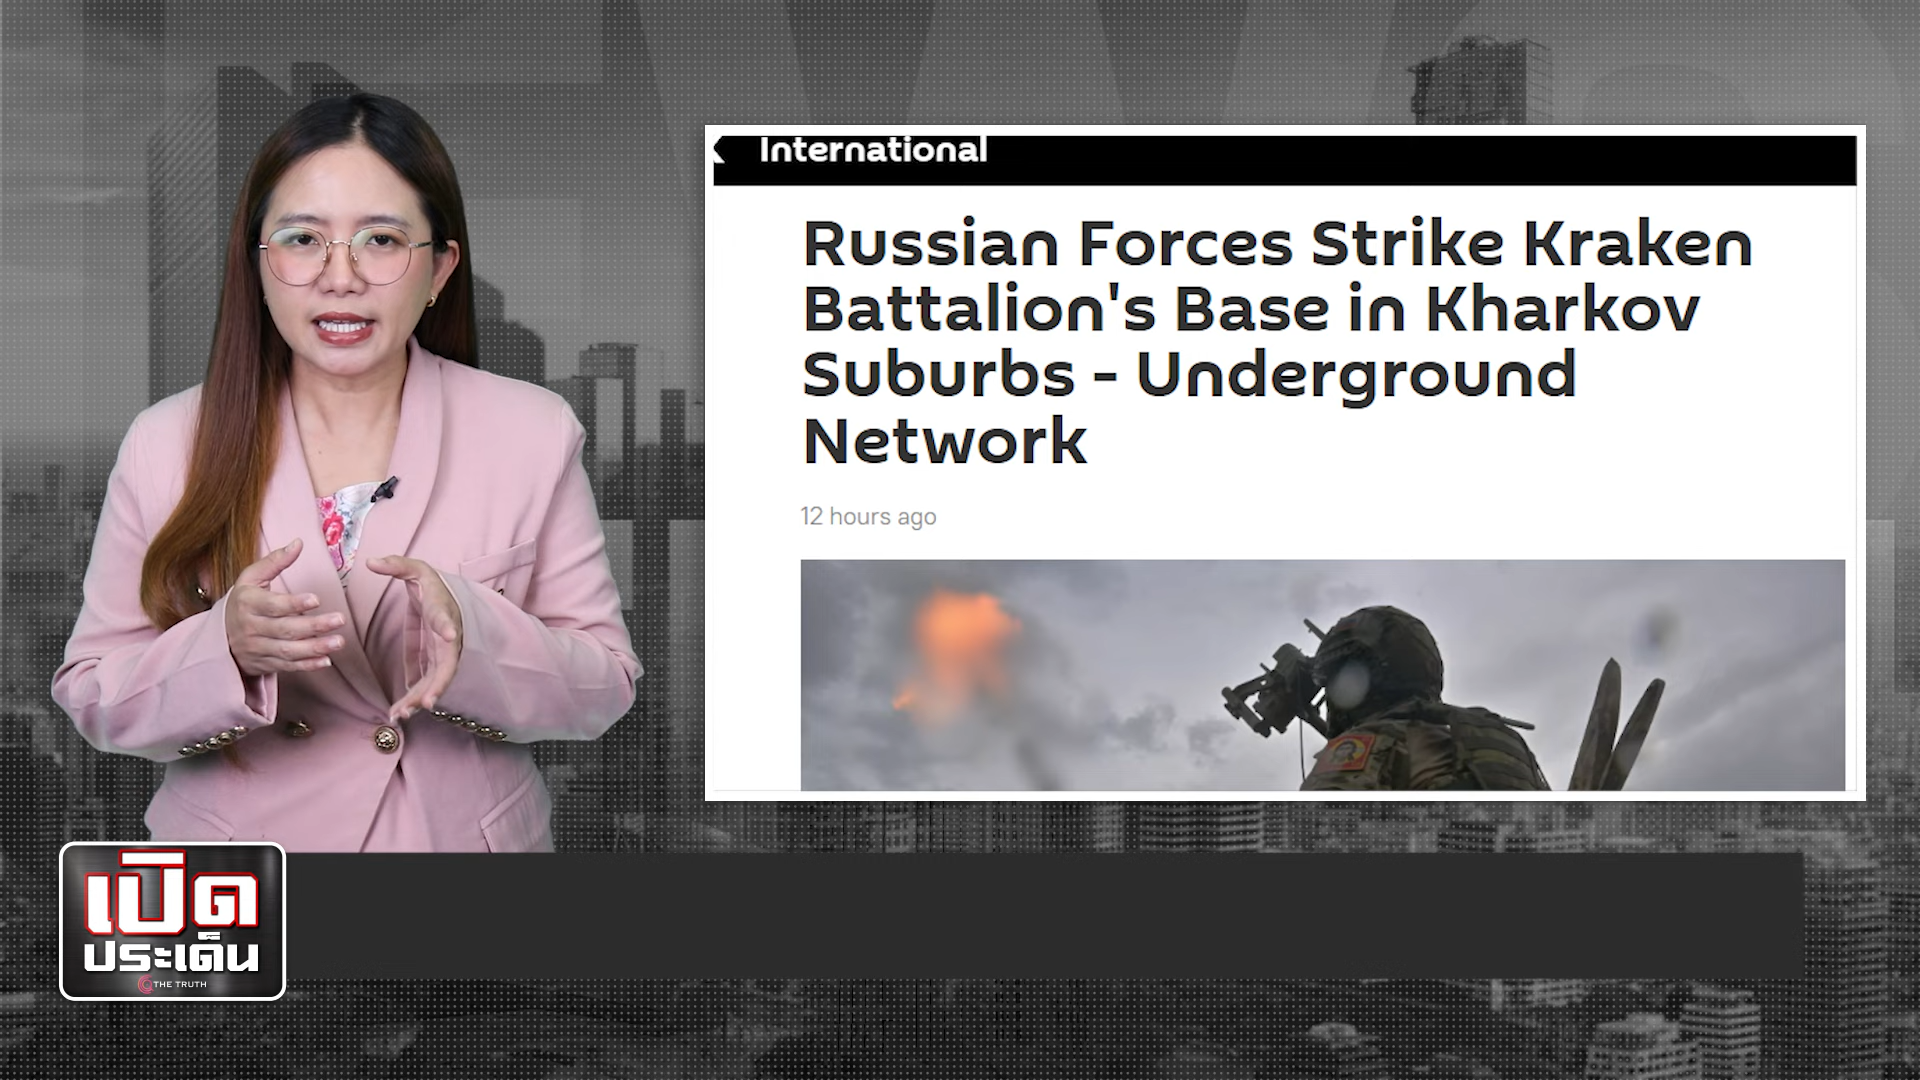 International
Russian Forces Strike Kraken
Battalion's Base in Kharkov
Suburbs - Underground
Network
12 hours ago
เปิด
ประเด็น
THE TRUTH